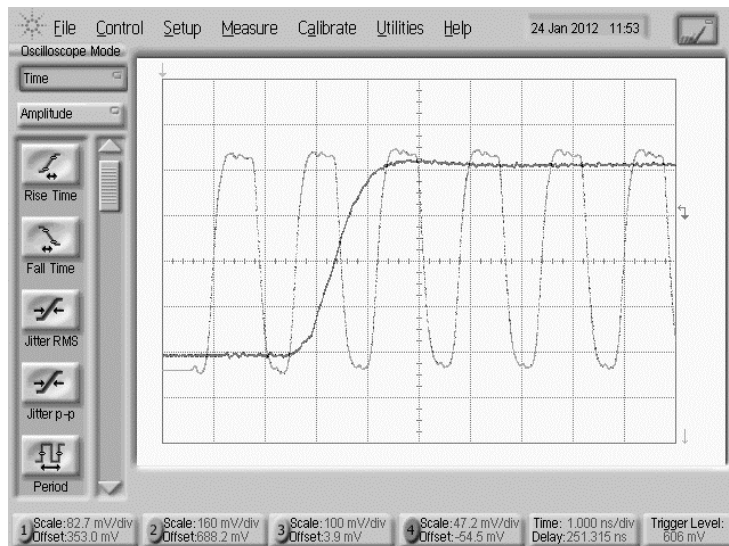 File Control Setup Measure Calibrate Utilities Help 24 Jan 2012 11:53
Oscilloscope Mode
Time
Amplitude
Rise Time
Fall Time
Jitter RMS
Jitter p-p
Period
1 Scale:82.7 mV/div
Offset:353.0 mV
2 Scale:160 mV/div
Offset:688.2 mV
3 Scale:100 mV/div
Offset:3.9 mV
4 Scale:47.2 mV/div
Offset:-54.5 mV
Time: 1.000 ns/div
Delay:251.315 ns
Trigger Level:
606 mV